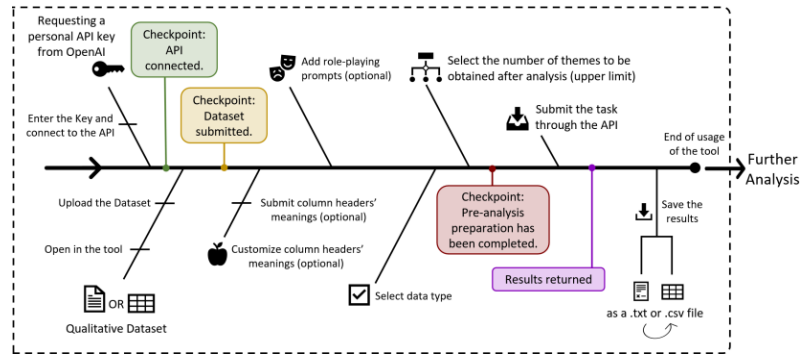 Requesting a
personal API key
from OpenAI
Checkpoint:
API
connected.
Enter the Key and
connect to the API
Checkpoint:
Dataset
submitted.
Add role-playing
prompts (optional)
Select the number of themes to be
obtained after analysis (upper limit)
Submit the task
through the API
End of usage
of the tool
Further
Analysis
Upload the Dataset
Open in the tool
OR
Qualitative Dataset
Submit column headers'
meanings (optional)
Customize column headers'
meanings (optional)
Select data type
Checkpoint:
Pre-analysis
preparation has
been completed.
Results returned
Save the
results
as a .txt or .csv file